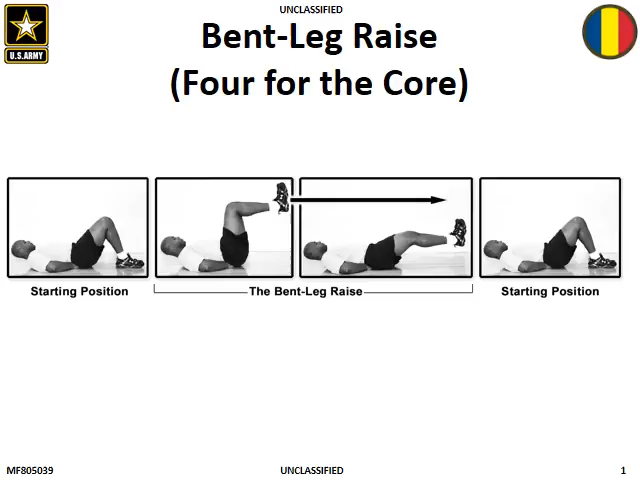 UNCLASSIFIED
Bent-Leg Raise
(Four for the Core)
U.S.ARMY
Starting Position
The Bent-Leg Raise
Starting Position
MF805039
UNCLASSIFIED
1